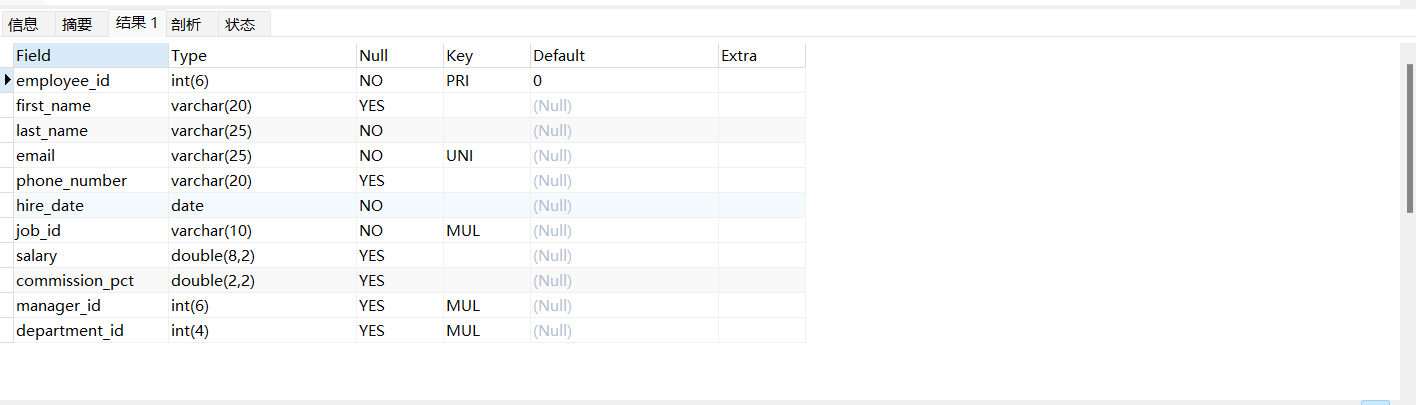 信息 摘要 结果 1 剖析 状态
Field Type Null Key Default Extra
employee_id int(6) NO PRI 0
first_name varchar(20) YES (Null)
last_name varchar(25) NO (Null)
email varchar(25) NO UNI (Null)
phone_number varchar(20) YES (Null)
hire_date date NO (Null)
job_id varchar(10) NO MUL (Null)
salary double(8,2) YES (Null)
commission_pct double(2,2) YES (Null)
manager_id int(6) YES MUL (Null)
department_id int(4) YES MUL (Null)